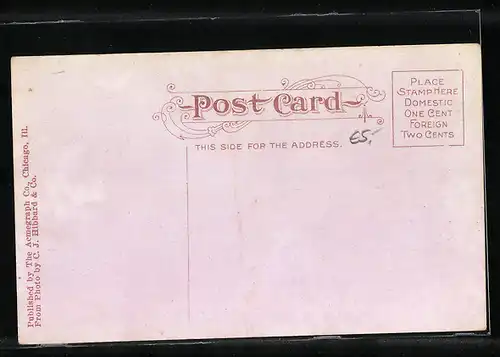 Post Card
THIS SIDE FOR THE ADDRESS.
PLACE
STAMP HERE
DOMESTIC
ONE CENT
FOREIGN
TWO CENTS
€5,-
Published by The Acmegraph Co., Chicago, Ill.
From Photo by C. J. Hibbard & Co.